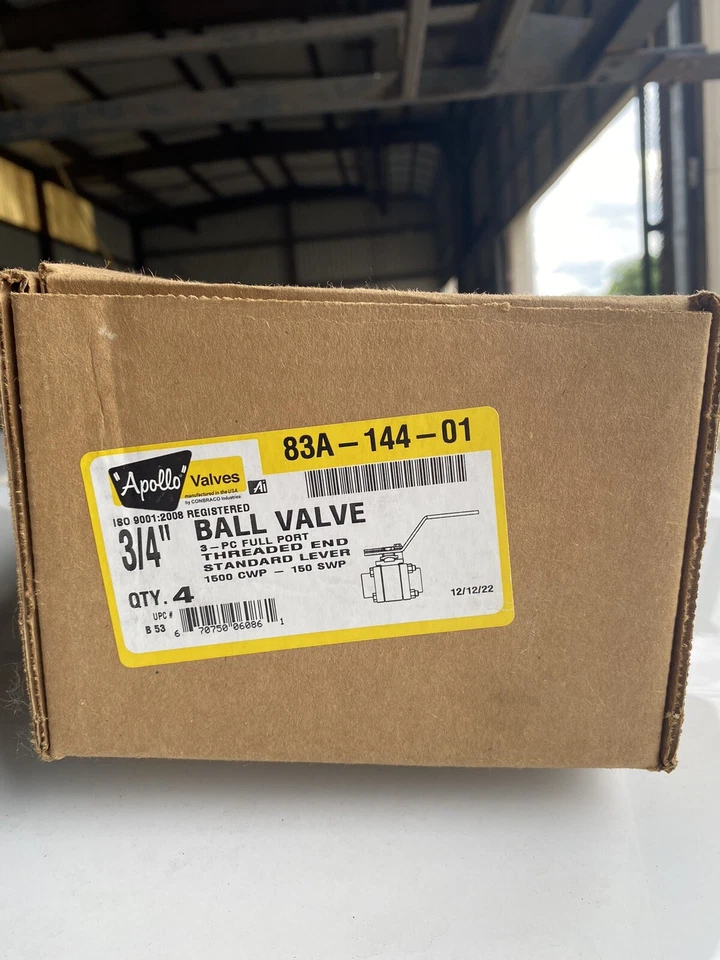 83A-144-01
"Apollo" Valves
manufactured in the USA
by CONBRACO Industries
Ai
ISO 9001:2008 REGISTERED
3/4" BALL VALVE
3-PC FULL PORT
THREADED END
STANDARD LEVER
1500 CWP - 150 SWP
QTY. 4
12/12/22
UPC #
B 53
6 70750 06086 1